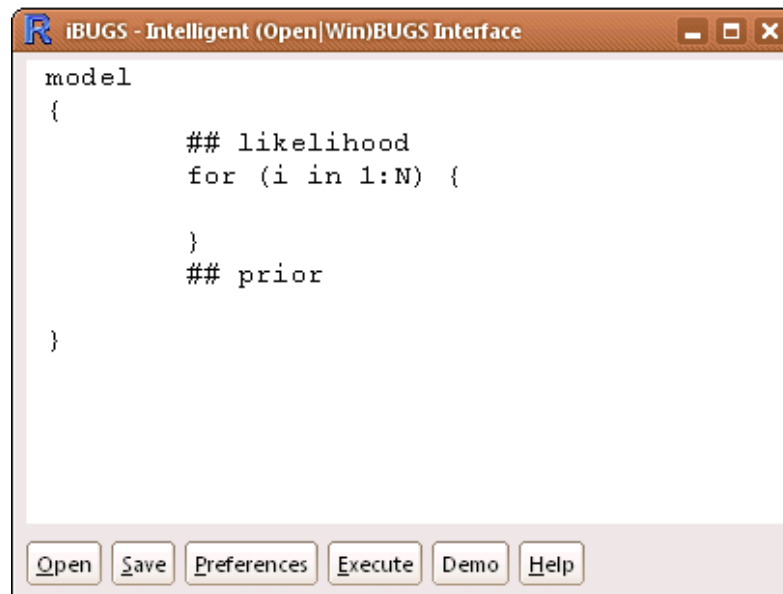 iBUGS - Intelligent (Open|Win)BUGS Interface
model
{
## likelihood
for (i in 1:N) {
}
## prior
}
Open Save Preferences Execute Demo Help